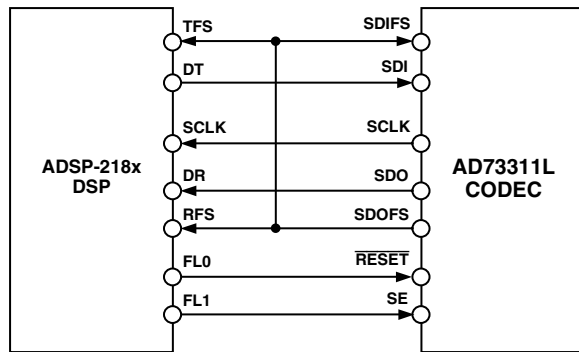 TFS SDIFS
DT SDI
SCLK SCLK
ADSP-218x
DSP
AD73311L
CODEC
DR SDO
RFS SDOFS
FL0 RESET
FL1 SE